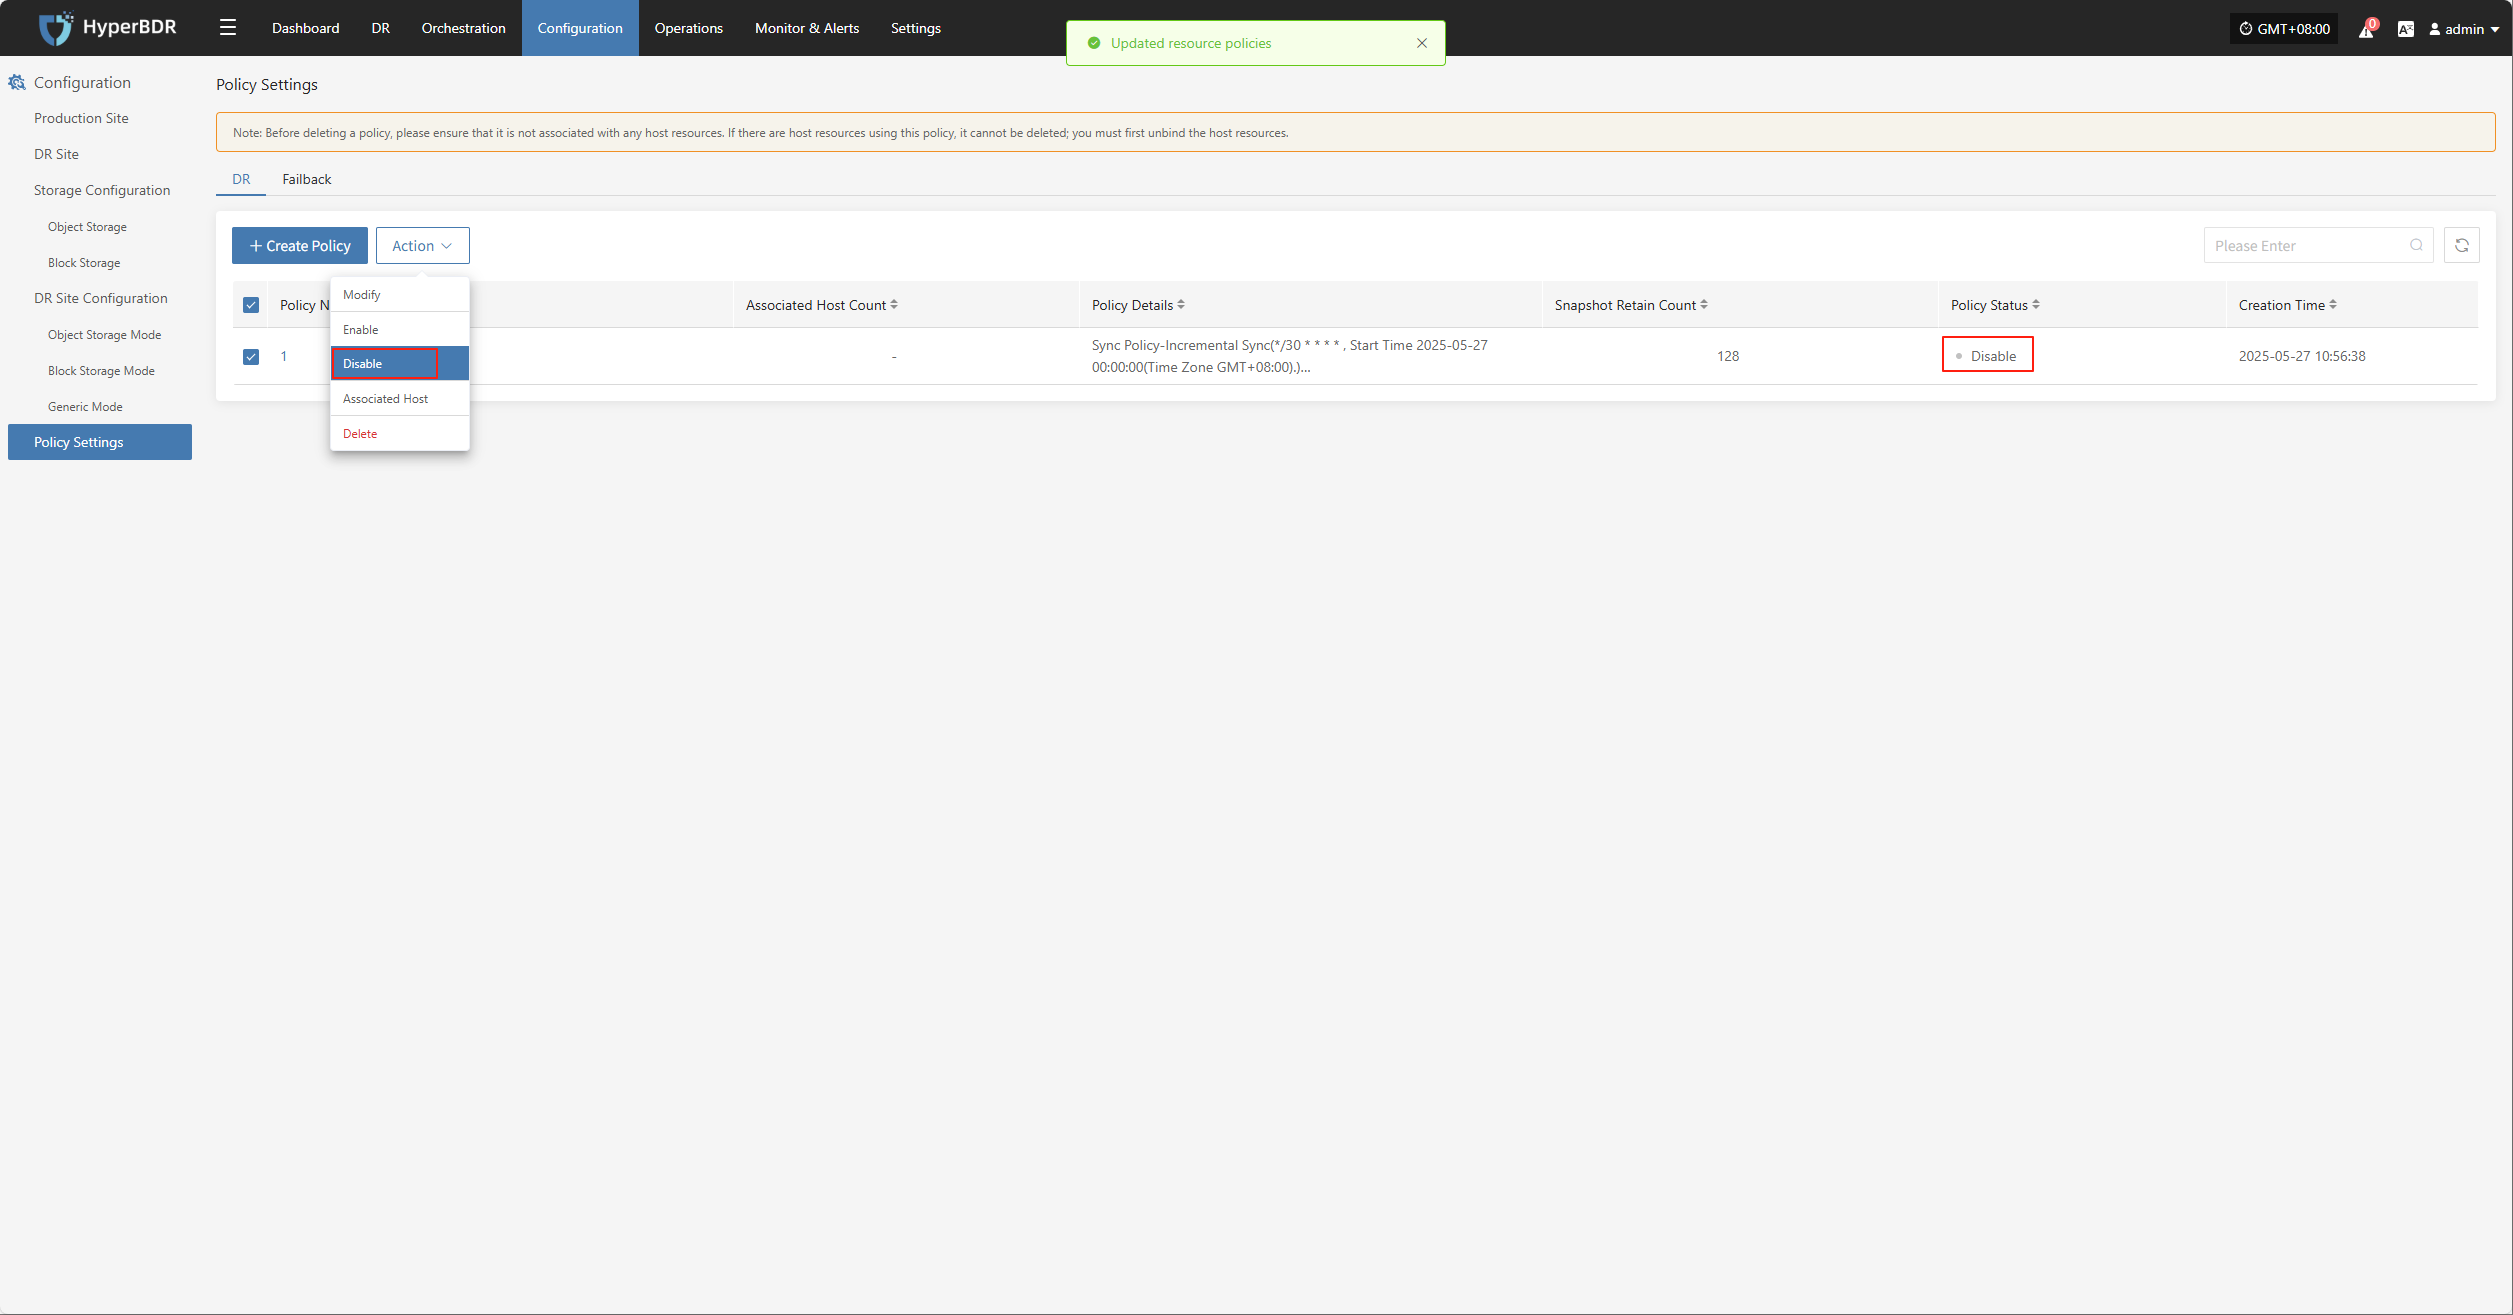 HyperBDR
Dashboard
DR
Orchestration
Configuration
Operations
Monitor & Alerts
Settings
Updated resource policies
GMT+08:00
0
admin
Configuration
Production Site
DR Site
Storage Configuration
Object Storage
Block Storage
DR Site Configuration
Object Storage Mode
Block Storage Mode
Generic Mode
Policy Settings
Policy Settings
Note: Before deleting a policy, please ensure that it is not associated with any host resources. If there are host resources using this policy, it cannot be deleted; you must first unbind the host resources.
DR
Failback
Create Policy
Action
Please Enter
Modify
Enable
Disable
Associated Host
Delete
Policy N
Associated Host Count
Policy Details
Snapshot Retain Count
Policy Status
Creation Time
1
-
Sync Policy-Incremental Sync(*/30 * * * * , Start Time 2025-05-27
00:00:00(Time Zone GMT+08:00).)...
128
Disable
2025-05-27 10:56:38